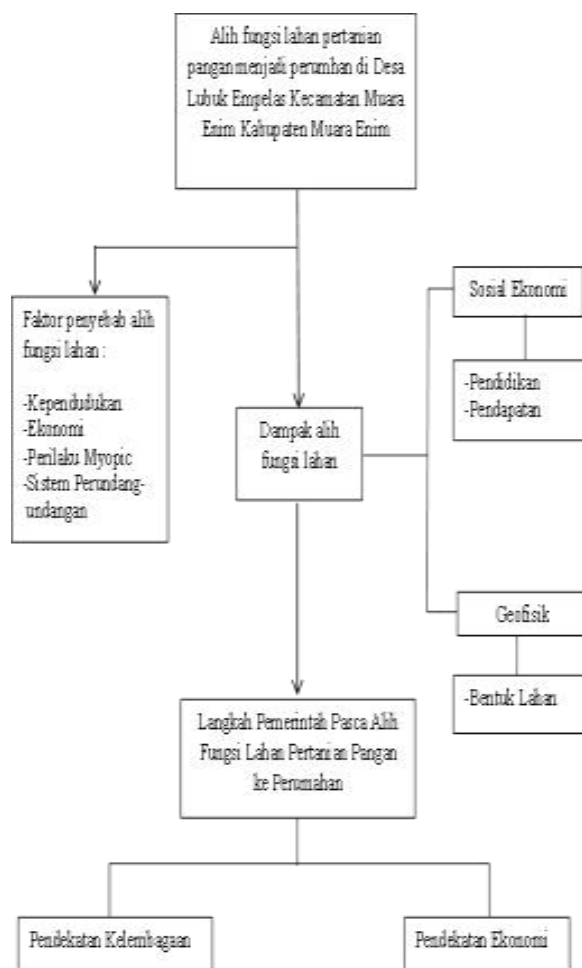 Alih fungsi lahan pertanian
pangan menjadi perumhan di Desa
Lubuk Empelas Kecamatan Muara
Enim Kabupaten Muara Enim
Faktor penyebab alih
fungsi lahan :
-Kependudukan
-Ekonomi
-Perilaku Myopic
-Sistem Perundang-
undangan
Dampak alih
fungsi lahan
Sosial Ekonomi
-Pendidikan
-Pendapatan
Geofisik
-Bentuk Lahan
Langkah Pemerintah Pasca Alih
Fungsi Lahan Pertanian Pangan
ke Perumahan
Pendekatan Kelembagaan
Pendekatan Ekonomi